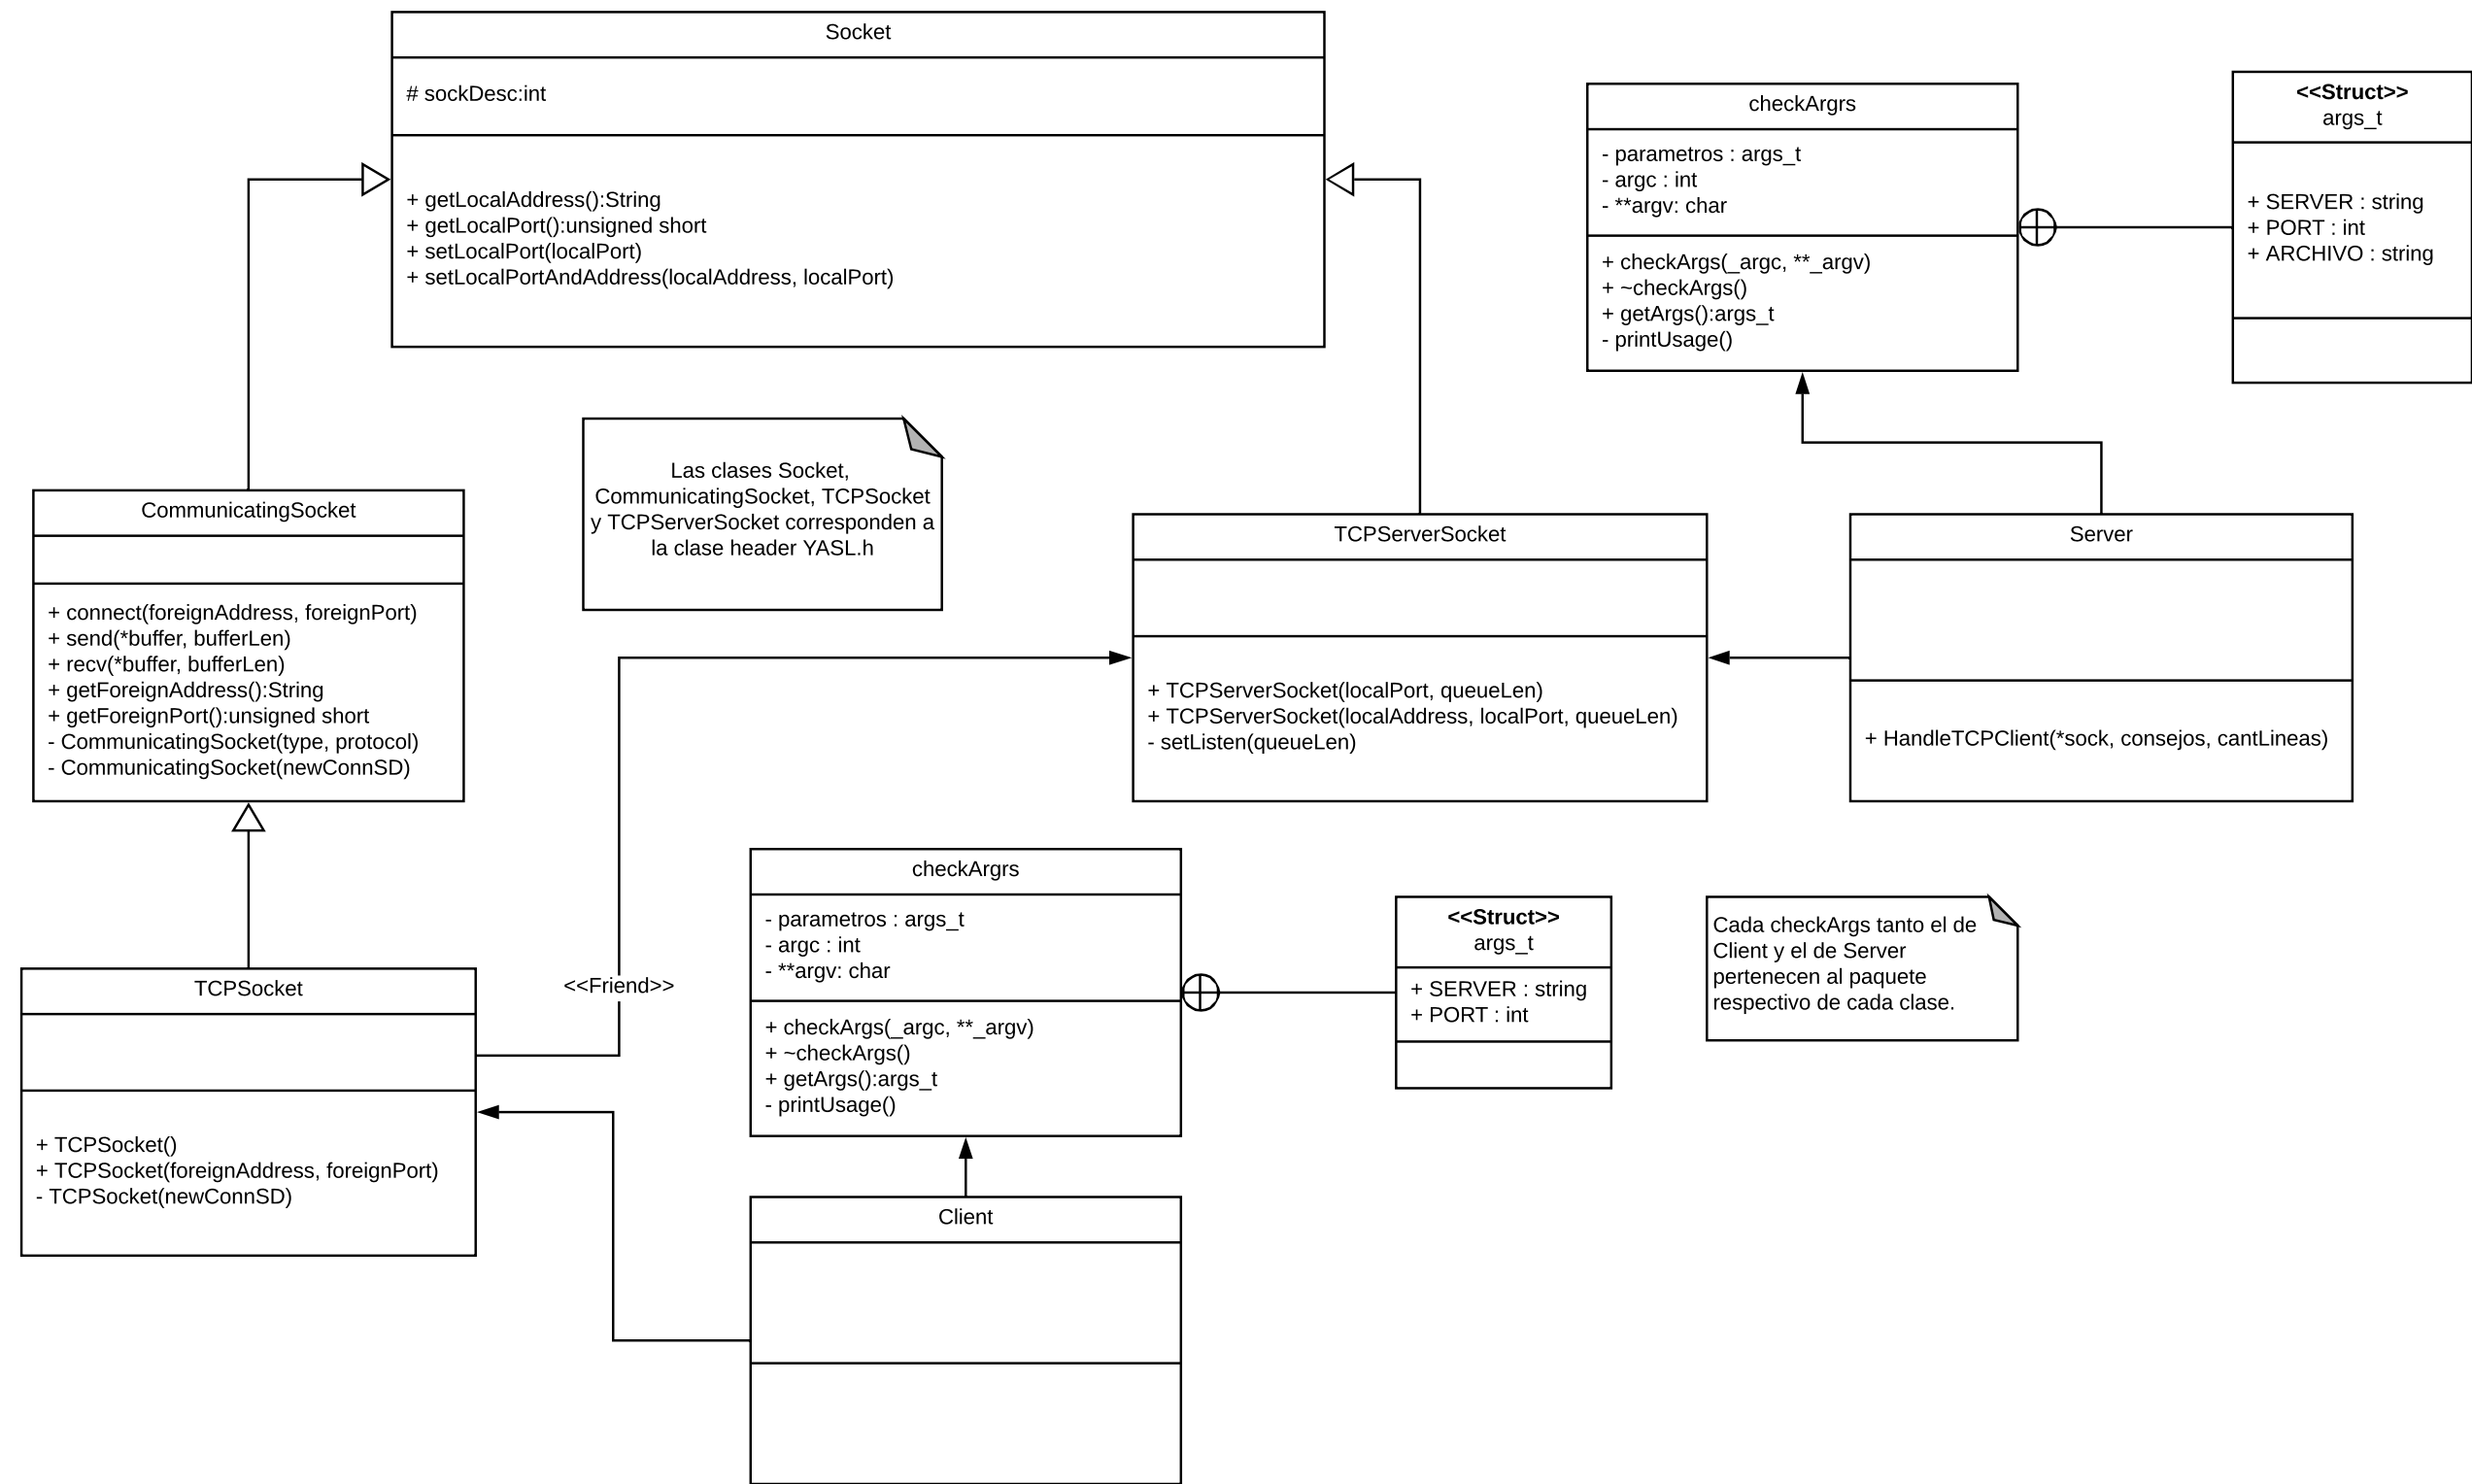 Socket
# sockDesc:int
+ getLocalAddress():String
+ getLocalPort():unsigned short
+ setLocalPort(localPort)
+ setLocalPortAndAddress(localAddress, localPort)
checkArgrs
- parametros : args_t
- argc : int
- **argv: char
+ checkArgs(_argc, **_argv)
+ ~checkArgs()
+ getArgs():args_t
- printUsage()
<<Struct>>
args_t
+ SERVER : string
+ PORT : int
+ ARCHIVO : string
Las clases Socket,
CommunicatingSocket, TCPSocket
y TCPServerSocket corresponden a
la clase header YASL.h
CommunicatingSocket
+ connect(foreignAddress, foreignPort)
+ send(*buffer, bufferLen)
+ recv(*buffer, bufferLen)
+ getForeignAddress():String
+ getForeignPort():unsigned short
- CommunicatingSocket(type, protocol)
- CommunicatingSocket(newConnSD)
TCPServerSocket
+ TCPServerSocket(localPort, queueLen)
+ TCPServerSocket(localAddress, localPort, queueLen)
- setListen(queueLen)
Server
+ HandleTCPClient(*sock, consejos, cantLineas)
checkArgrs
- parametros : args_t
- argc : int
- **argv: char
+ checkArgs(_argc, **_argv)
+ ~checkArgs()
+ getArgs():args_t
- printUsage()
<<Struct>>
args_t
+ SERVER : string
+ PORT : int
Cada checkArgs tanto el de
Client y el de Server
pertenecen al paquete
respectivo de cada clase.
<<Friend>>
TCPSocket
+ TCPSocket()
+ TCPSocket(foreignAddress, foreignPort)
- TCPSocket(newConnSD)
Client